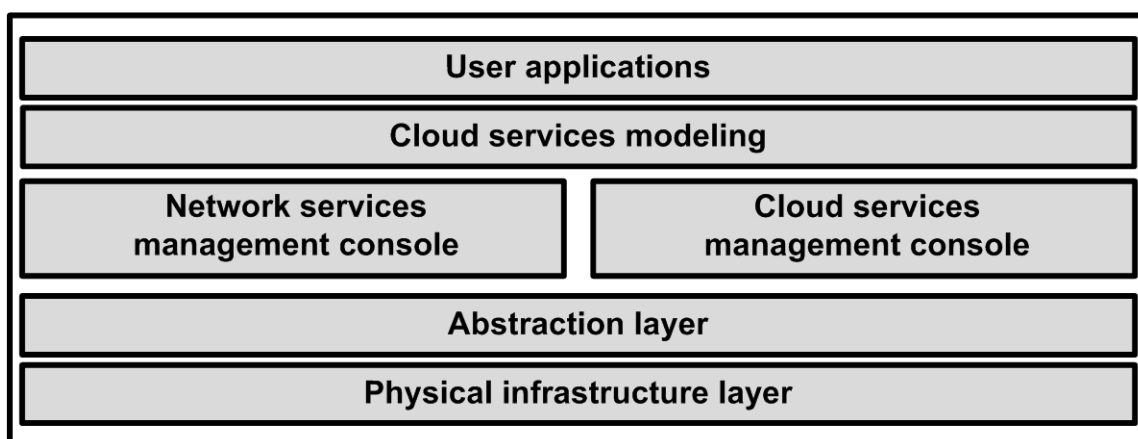 User applications
Cloud services modeling
Network services
management console
Cloud services
management console
Abstraction layer
Physical infrastructure layer